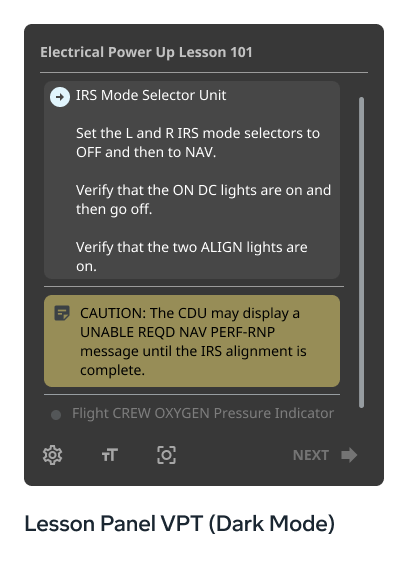 Electrical Power Up Lesson 101
IRS Mode Selector Unit
Set the L and R IRS mode selectors to
OFF and then to NAV.
Verify that the ON DC lights are on and
then go off.
Verify that the two ALIGN lights are
on.
CAUTION: The CDU may display a
UNABLE REQD NAV PERF-RNP
message until the IRS alignment is
complete.
Flight CREW OXYGEN Pressure Indicator
TT
NEXT
Lesson Panel VPT (Dark Mode)